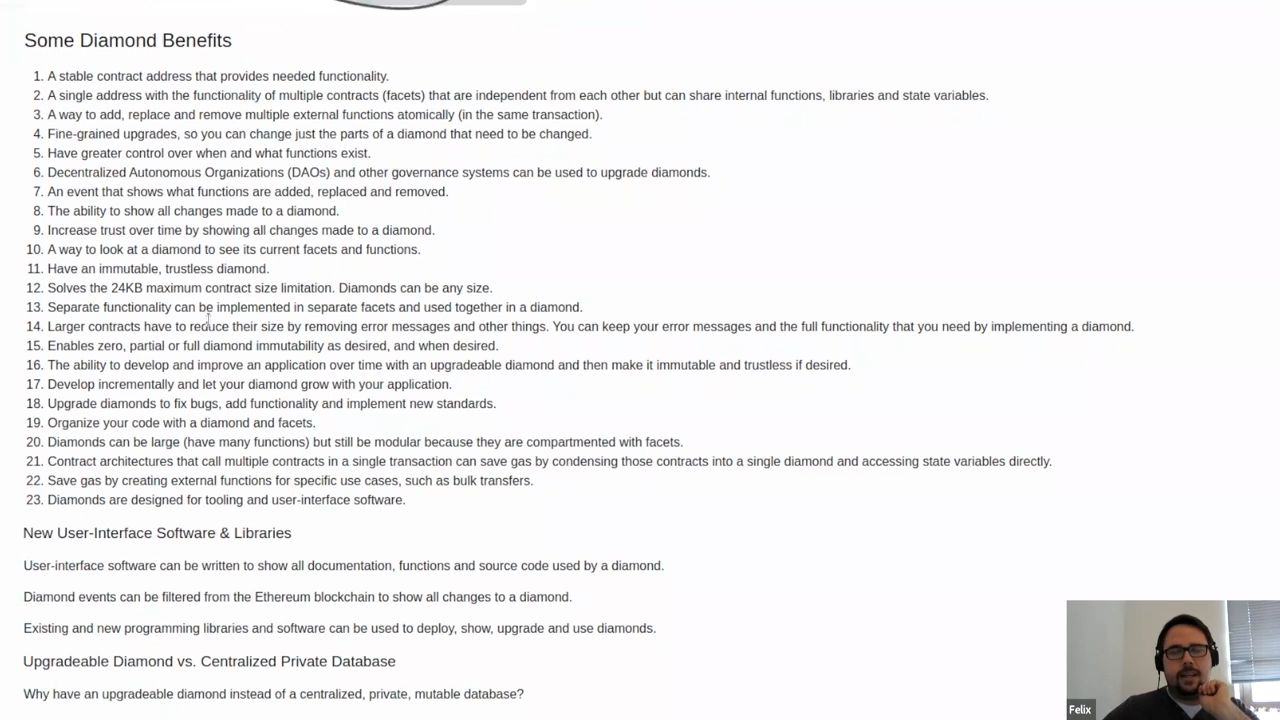 Some Diamond Benefits
1. A stable contract address that provides needed functionality.
2. A single address with the functionality of multiple contracts (facets) that are independent from each other but can share internal functions, libraries and state variables.
3. A way to add, replace and remove multiple external functions atomically (in the same transaction).
4. Fine-grained upgrades, so you can change just the parts of a diamond that need to be changed.
5. Have greater control over when and what functions exist.
6. Decentralized Autonomous Organizations (DAOs) and other governance systems can be used to upgrade diamonds.
7. An event that shows what functions are added, replaced and removed.
8. The ability to show all changes made to a diamond.
9. Increase trust over time by showing all changes made to a diamond.
10. A way to look at a diamond to see its current facets and functions.
11. Have an immutable, trustless diamond.
12. Solves the 24KB maximum contract size limitation. Diamonds can be any size.
13. Separate functionality can be implemented in separate facets and used together in a diamond.
14. Larger contracts have to reduce their size by removing error messages and other things. You can keep your error messages and the full functionality that you need by implementing a diamond.
15. Enables zero, partial or full diamond immutability as desired, and when desired.
16. The ability to develop and improve an application over time with an upgradeable diamond and then make it immutable and trustless if desired.
17. Develop incrementally and let your diamond grow with your application.
18. Upgrade diamonds to fix bugs, add functionality and implement new standards.
19. Organize your code with a diamond and facets.
20. Diamonds can be large (have many functions) but still be modular because they are compartmented with facets.
21. Contract architectures that call multiple contracts in a single transaction can save gas by condensing those contracts into a single diamond and accessing state variables directly.
22. Save gas by creating external functions for specific use cases, such as bulk transfers.
23. Diamonds are designed for tooling and user-interface software.
New User-Interface Software & Libraries
User-interface software can be written to show all documentation, functions and source code used by a diamond.
Diamond events can be filtered from the Ethereum blockchain to show all changes to a diamond.
Existing and new programming libraries and software can be used to deploy, show, upgrade and use diamonds.
Upgradeable Diamond vs. Centralized Private Database
Why have an upgradeable diamond instead of a centralized, private, mutable database?
Felix